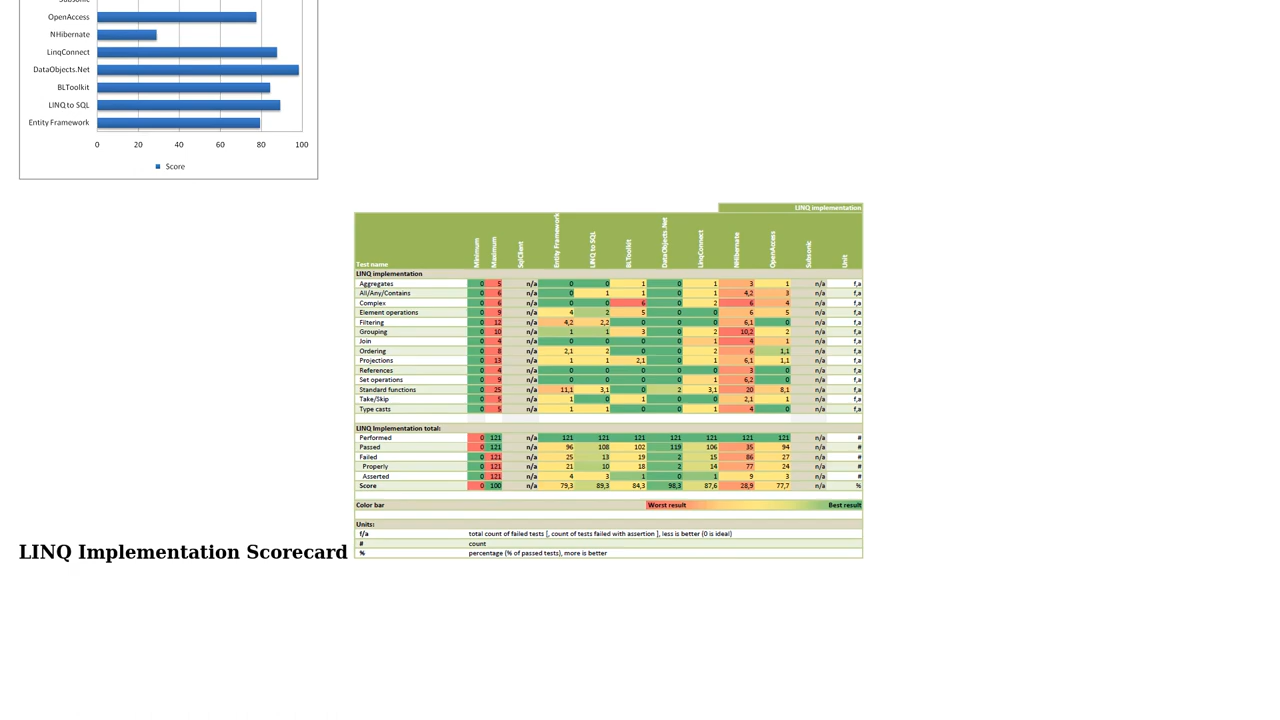 Subsonic
OpenAccess
NHibernate
LinqConnect
DataObjects.Net
BLToolkit
LINQ to SQL
Entity Framework
0 20 40 60 80 100
Score
LINQ implementation
Test name Minimum Maximum SqlClient Entity Framework LINQ to SQL BLToolkit DataObjects.Net LinqConnect NHibernate OpenAccess Subsonic Unit
LINQ implementation
Aggregates 0 5 n/a 0 0 1 0 1 3 1 n/a f,a
All/Any/Contains 0 6 n/a 0 1 1 0 1 4,2 3 n/a f,a
Complex 0 6 n/a 0 0 6 0 2 6 4 n/a f,a
Element operations 0 9 n/a 4 2 5 0 0 6 5 n/a f,a
Filtering 0 12 n/a 4,2 2,2 0 0 0 6,1 0 n/a f,a
Grouping 0 10 n/a 1 1 3 0 2 10,2 2 n/a f,a
Join 0 4 n/a 0 0 0 0 1 4 1 n/a f,a
Ordering 0 8 n/a 2,1 2 0 0 2 6 1,1 n/a f,a
Projections 0 13 n/a 1 1 2,1 0 1 6,1 1,1 n/a f,a
References 0 4 n/a 0 0 0 0 0 3 0 n/a f,a
Set operations 0 9 n/a 0 0 0 0 1 6,2 0 n/a f,a
Standard functions 0 25 n/a 11,1 3,1 0 2 3,1 20 8,1 n/a f,a
Take/Skip 0 5 n/a 1 0 1 0 0 2,1 1 n/a f,a
Type casts 0 5 n/a 1 1 0 0 1 4 0 n/a f,a
LINQ Implementation total:
Performed 0 121 n/a 121 121 121 121 121 121 121 n/a #
Passed 0 121 n/a 96 108 102 119 106 35 94 n/a #
Failed 0 121 n/a 25 13 19 2 15 86 27 n/a #
Properly 0 121 n/a 21 10 18 2 14 77 24 n/a #
Asserted 0 121 n/a 4 3 1 0 1 9 3 n/a #
Score 0 100 n/a 79,3 89,3 84,3 98,3 87,6 28,9 77,7 n/a %
Color bar Worst result Best result
Units:
f/a total count of failed tests [, count of tests failed with assertion ], less is better (0 is ideal)
# count
% percentage (% of passed tests), more is better
LINQ Implementation Scorecard